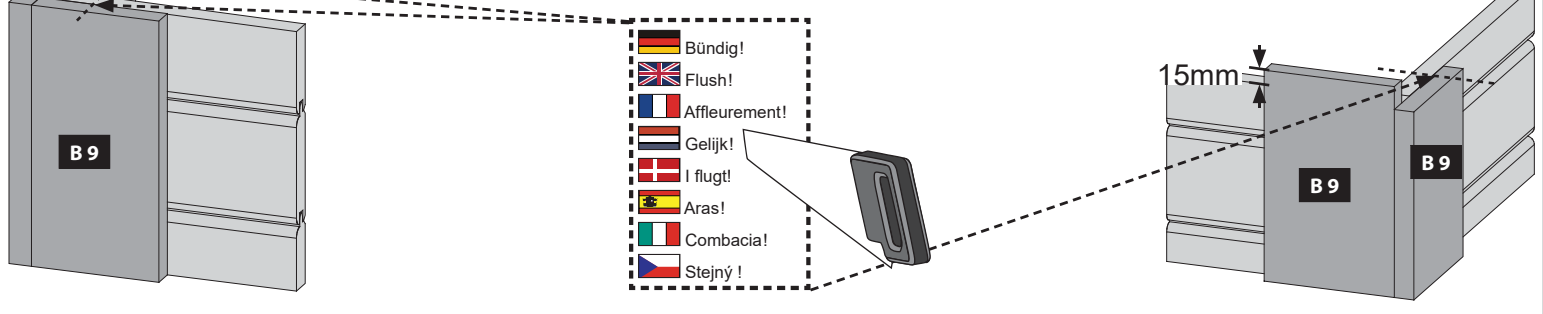 B 9
Bündig!
Flush!
Affleurement!
Gelijk!
I flugt!
Aras!
Combacia!
Stejný !
15mm
B 9
B 9